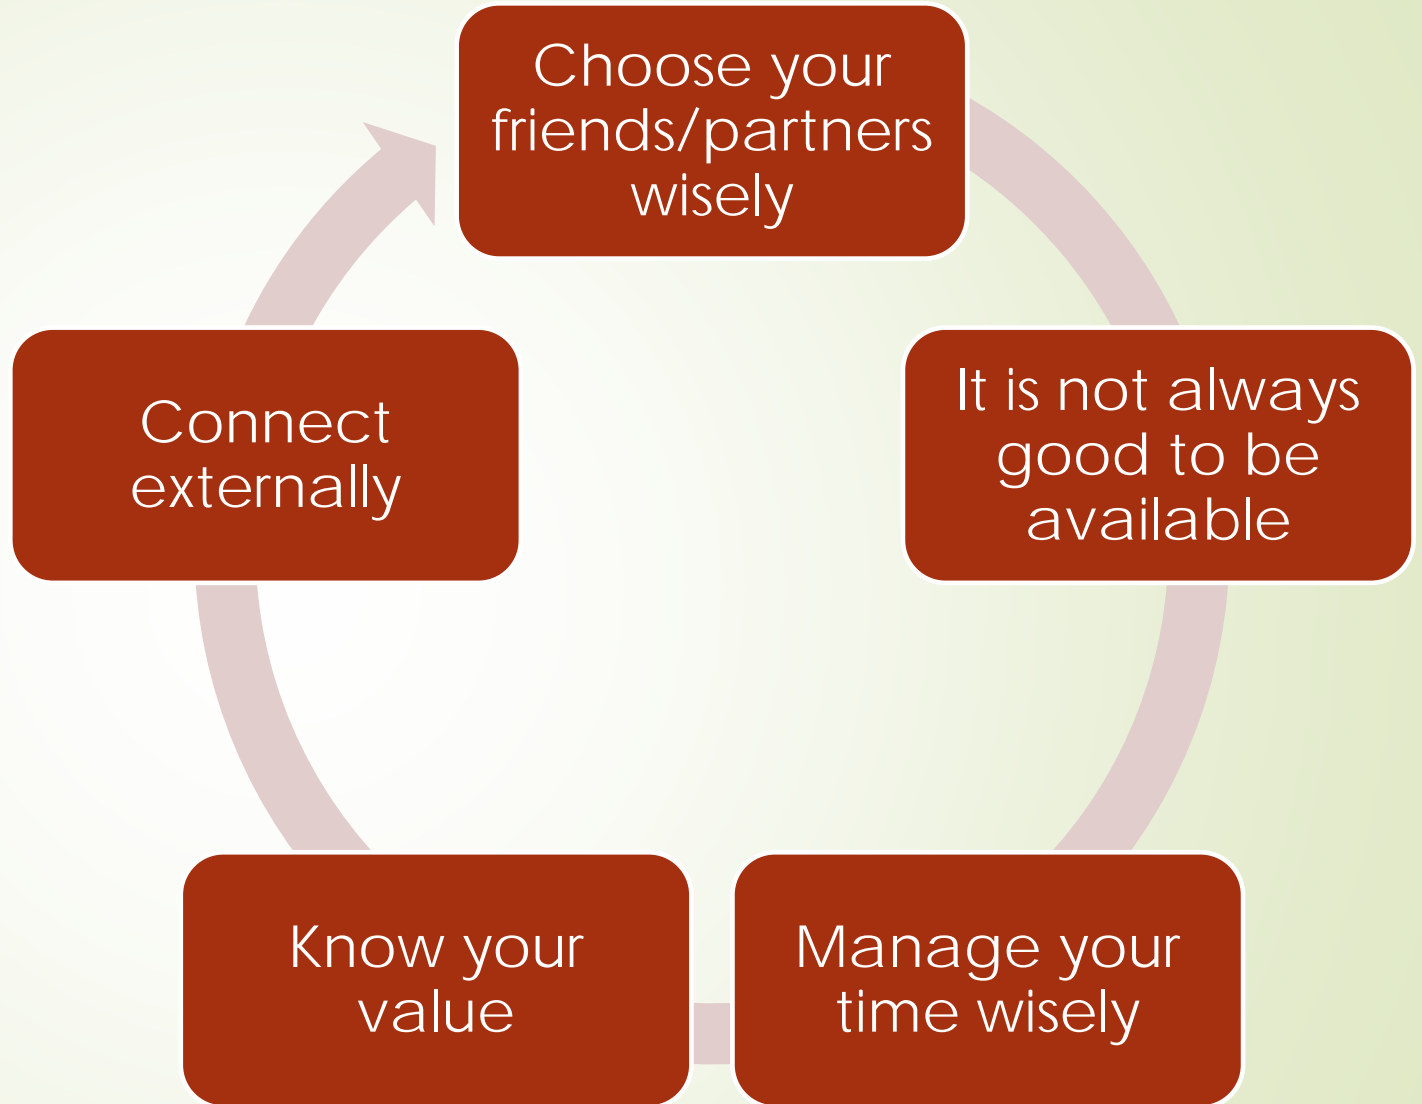 Choose your
friends/partners
wisely
It is not always
good to be
available
Manage your
time wisely
Know your
value
Connect
externally